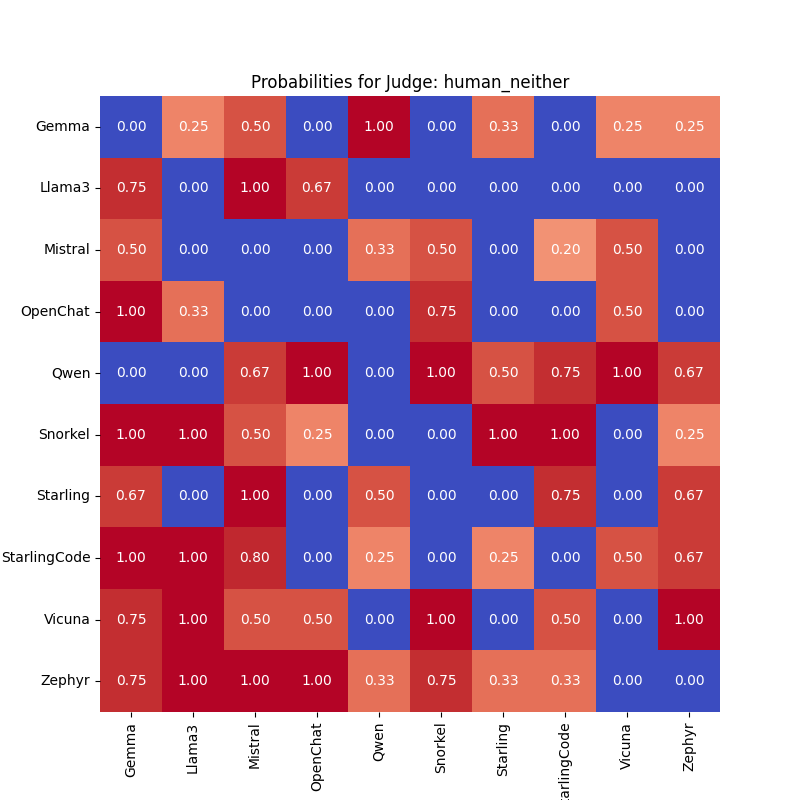 Probabilities for Judge: human_neither
Gemma 0.00 0.25 0.50 0.00 1.00 0.00 0.33 0.00 0.25 0.25
Llama3 0.75 0.00 1.00 0.67 0.00 0.00 0.00 0.00 0.00 0.00
Mistral 0.50 0.00 0.00 0.00 0.33 0.50 0.00 0.20 0.50 0.00
OpenChat 1.00 0.33 0.00 0.00 0.00 0.75 0.00 0.00 0.50 0.00
Qwen 0.00 0.00 0.67 1.00 0.00 1.00 0.50 0.75 1.00 0.67
Snorkel 1.00 1.00 0.50 0.25 0.00 0.00 1.00 1.00 0.00 0.25
Starling 0.67 0.00 1.00 0.00 0.50 0.00 0.00 0.75 0.00 0.67
StarlingCode 1.00 1.00 0.80 0.00 0.25 0.00 0.25 0.00 0.50 0.67
Vicuna 0.75 1.00 0.50 0.50 0.00 1.00 0.00 0.50 0.00 1.00
Zephyr 0.75 1.00 1.00 1.00 0.33 0.75 0.33 0.33 0.00 0.00
Gemma Llama3 Mistral OpenChat Qwen Snorkel Starling arlingCode Vicuna Zephyr